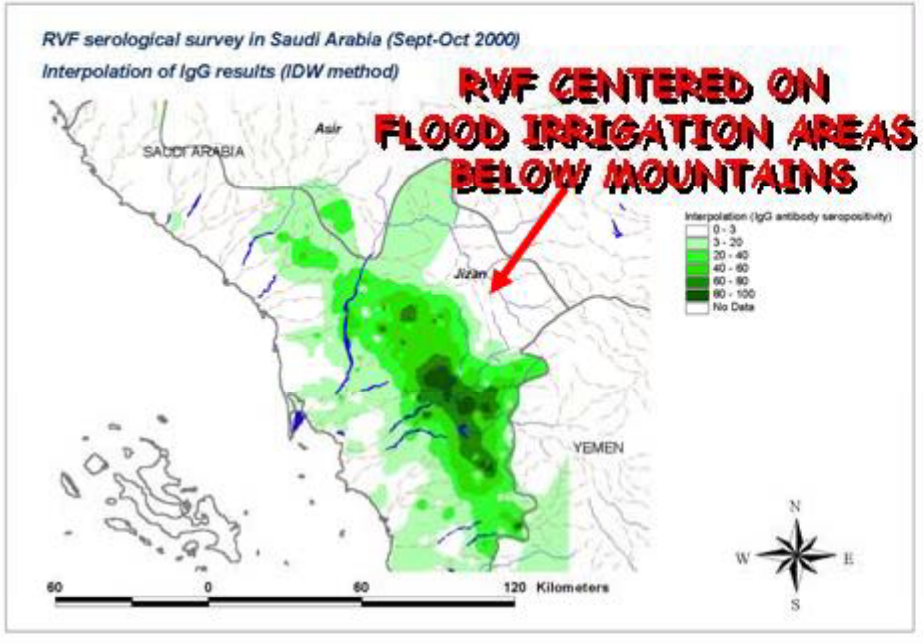 RVF serological survey in Saudi Arabia (Sept-Oct 2000)
Interpolation of IgG results (IDW method)
RVF CENTERED ON
FLOOD IRRIGATION AREAS
BELOW MOUNTAINS
Asir
SAUDI ARABIA
Interpolation (IgG antibody seropositivity)
0 - 3
3 - 20
20 - 40
40 - 60
60 - 80
80 - 100
No Data
Jizan
YEMEN
N
W E
S
60 0 60 120 Kilometers